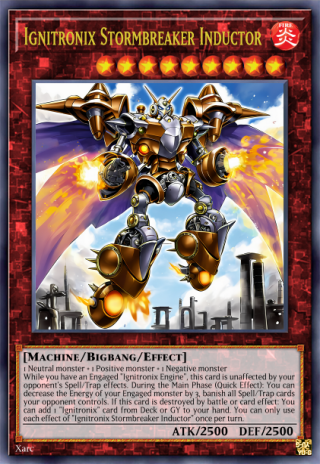 Ignitronix Stormbreaker Inductor
FIRE
炎
[Machine/Bigbang/Effect]
1 Neutral monster + 1 Positive monster + 1 Negative monster
While you have an Engaged "Ignitronix Engine", this card is unaffected by your
opponent's Spell/Trap effects. During the Main Phase (Quick Effect): You can
decrease the Energy of your Engaged monster by 3, banish all Spell/Trap cards
your opponent controls. If this card is destroyed by battle or card effect: You
can add 1 "Ignitronix" card from Deck or GY to your hand. You can only use
each effect of "Ignitronix Stormbreaker Inductor" once per turn.
ATK/2500 DEF/2500
Xarc